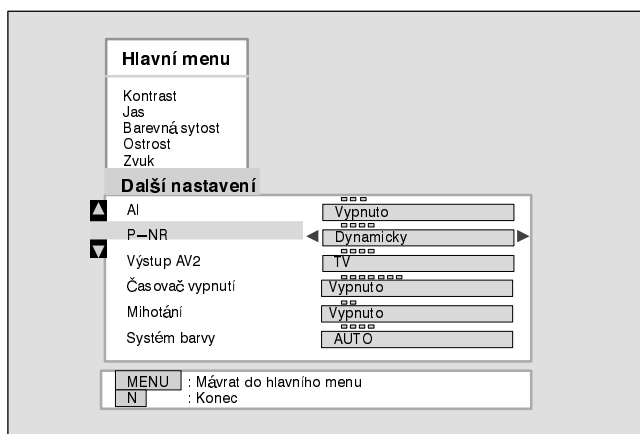 Hlavní menu
Kontrast
Jas
Barevná sytost
Ostrost
Zvuk
Další nastavení
AI
Vypnuto
P–NR
Dynamicky
Výstup AV2
TV
Časovač vypnutí
Vypnuto
Mihotání
Vypnuto
Systém barvy
AUTO
MENU : Mávrat do hlavního menu
N : Konec